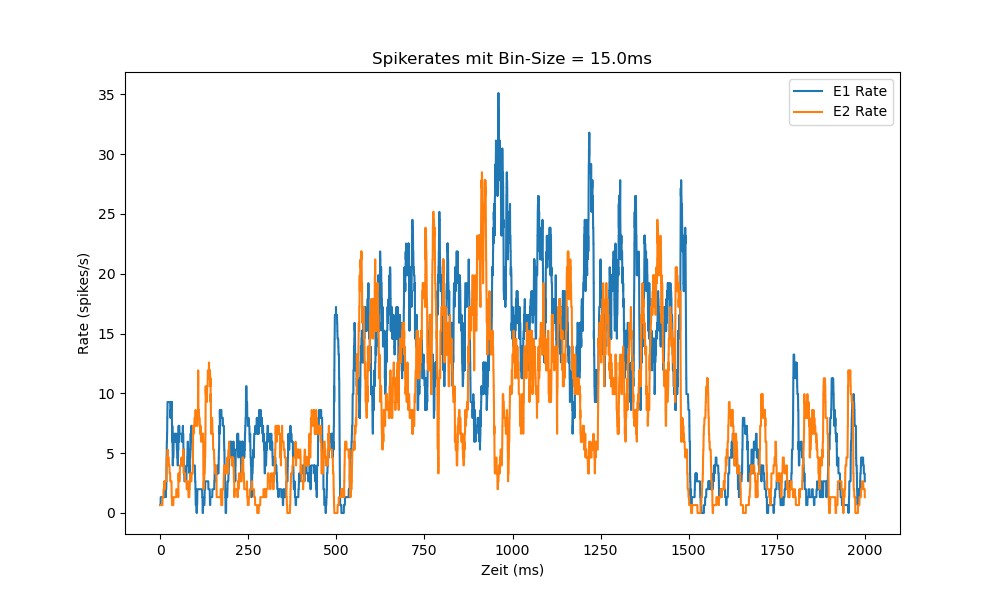 Spikerates mit Bin-Size = 15.0ms
E1 Rate
E2 Rate
35
30
25
20
15
10
5
0
Rate (spikes/s)
0 250 500 750 1000 1250 1500 1750 2000
Zeit (ms)